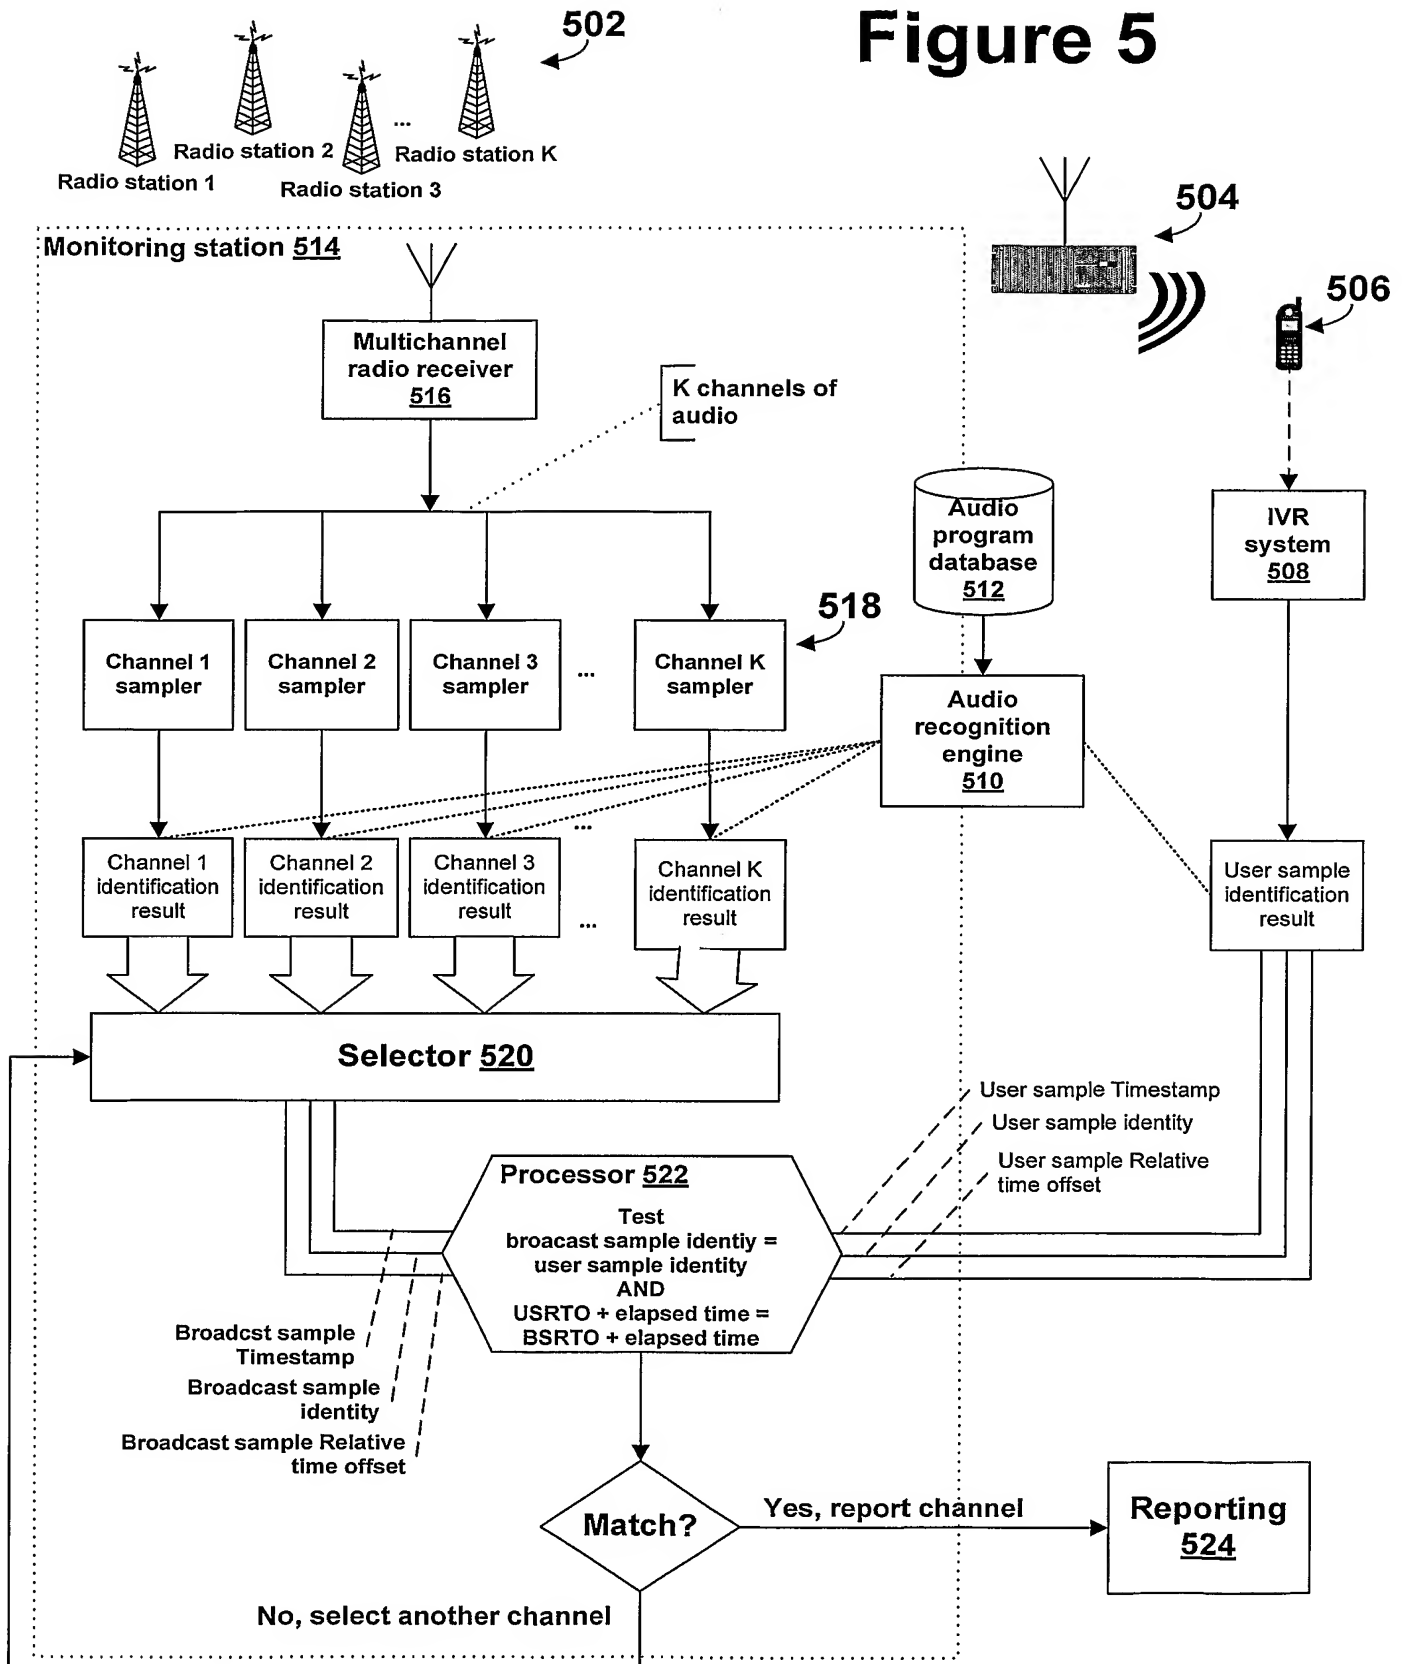 Figure 5
502
Radio station 1
Radio station 2
Radio station 3
...
Radio station K
504
506
Monitoring station 514
Multichannel
radio receiver
516
K channels of
audio
Audio
program
database
512
IVR
system
508
518
Channel 1
sampler
Channel 2
sampler
Channel 3
sampler
...
Channel K
sampler
Audio
recognition
engine
510
...
Channel 1
identification
result
Channel 2
identification
result
Channel 3
identification
result
...
Channel K
identification
result
User sample
identification
result
Selector 520
User sample Timestamp
User sample identity
User sample Relative
time offset
Processor 522
Test
broacast sample identiy =
user sample identity
AND
USRTO + elapsed time =
BSRTO + elapsed time
Broadcst sample
Timestamp
Broadcast sample
identity
Broadcast sample Relative
time offset
Match?
Yes, report channel
Reporting
524
No, select another channel